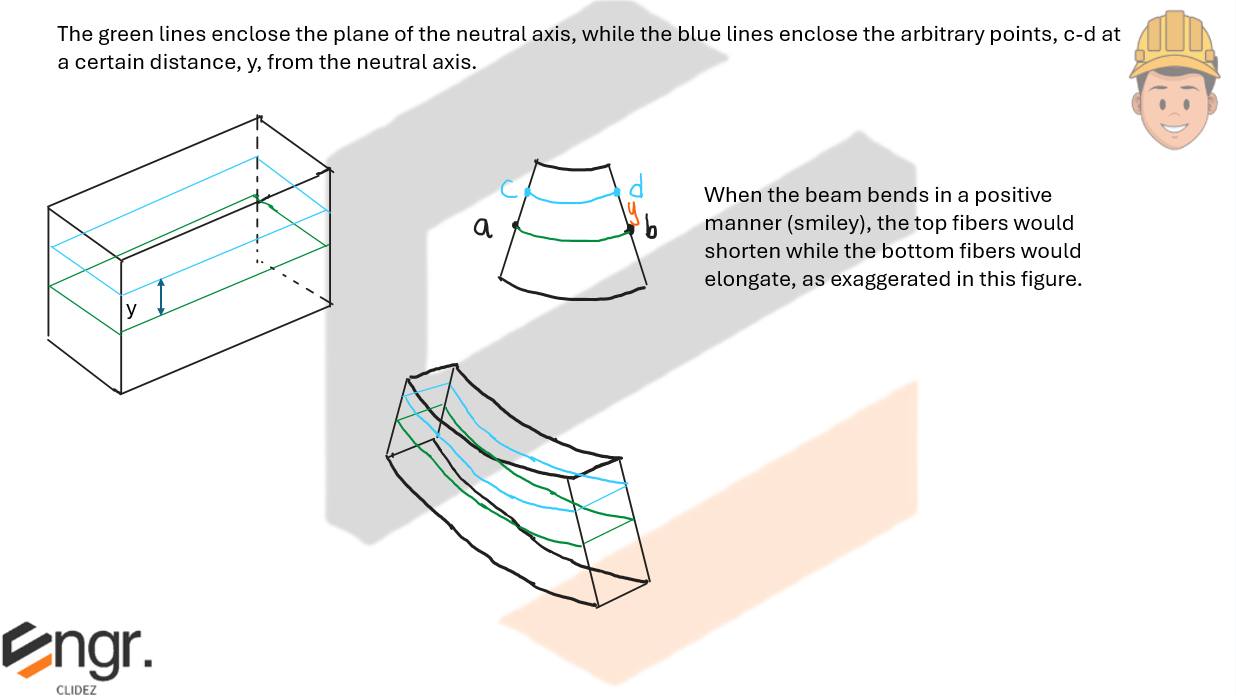 The green lines enclose the plane of the neutral axis, while the blue lines enclose the arbitrary points, c-d at
a certain distance, y, from the neutral axis.
c
d
y
a
b
When the beam bends in a positive
manner (smiley), the top fibers would
shorten while the bottom fibers would
elongate, as exaggerated in this figure.
y
Engr.
CLIDEZ